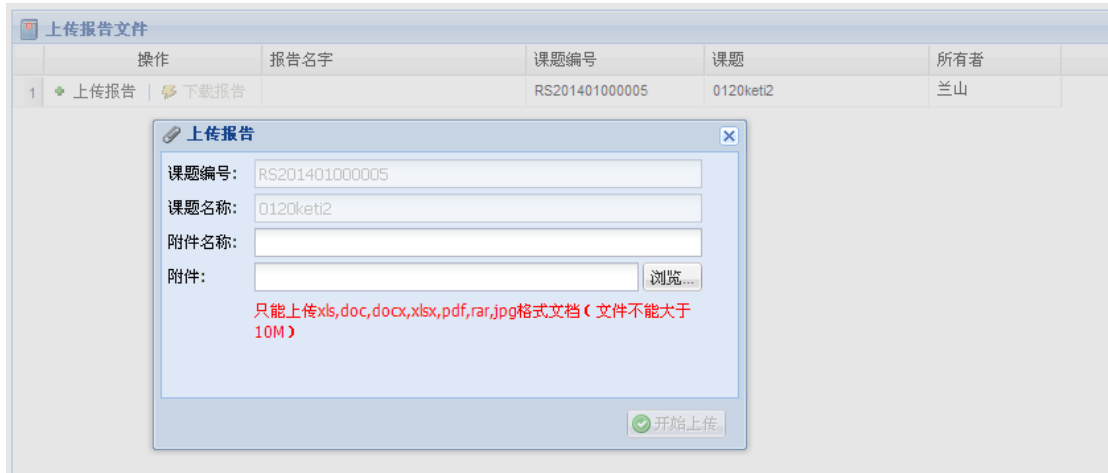 上传报告文件
操作 报告名字 课题编号 课题 所有者
1 上传报告 | 下载报告 RS201401000005 0120keti2 兰山
上传报告
课题编号: RS201401000005
课题名称: 0120keti2
附件名称:
附件: 浏览...
只能上传xls,doc,docx,xlsx,pdf,rar,jpg格式文档(文件不能大于
10M)
开始上传